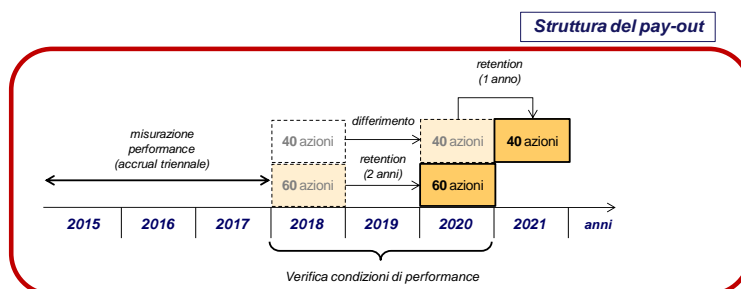 Struttura del pay-out
retention
(1 anno)
misurazione
performance
(accrual triennale)
differimento
40 azioni
40 azioni
40 azioni
retention
(2 anni)
60 azioni
60 azioni
2015 2016 2017 2018 2019 2020 2021 anni
Verifica condizioni di performance